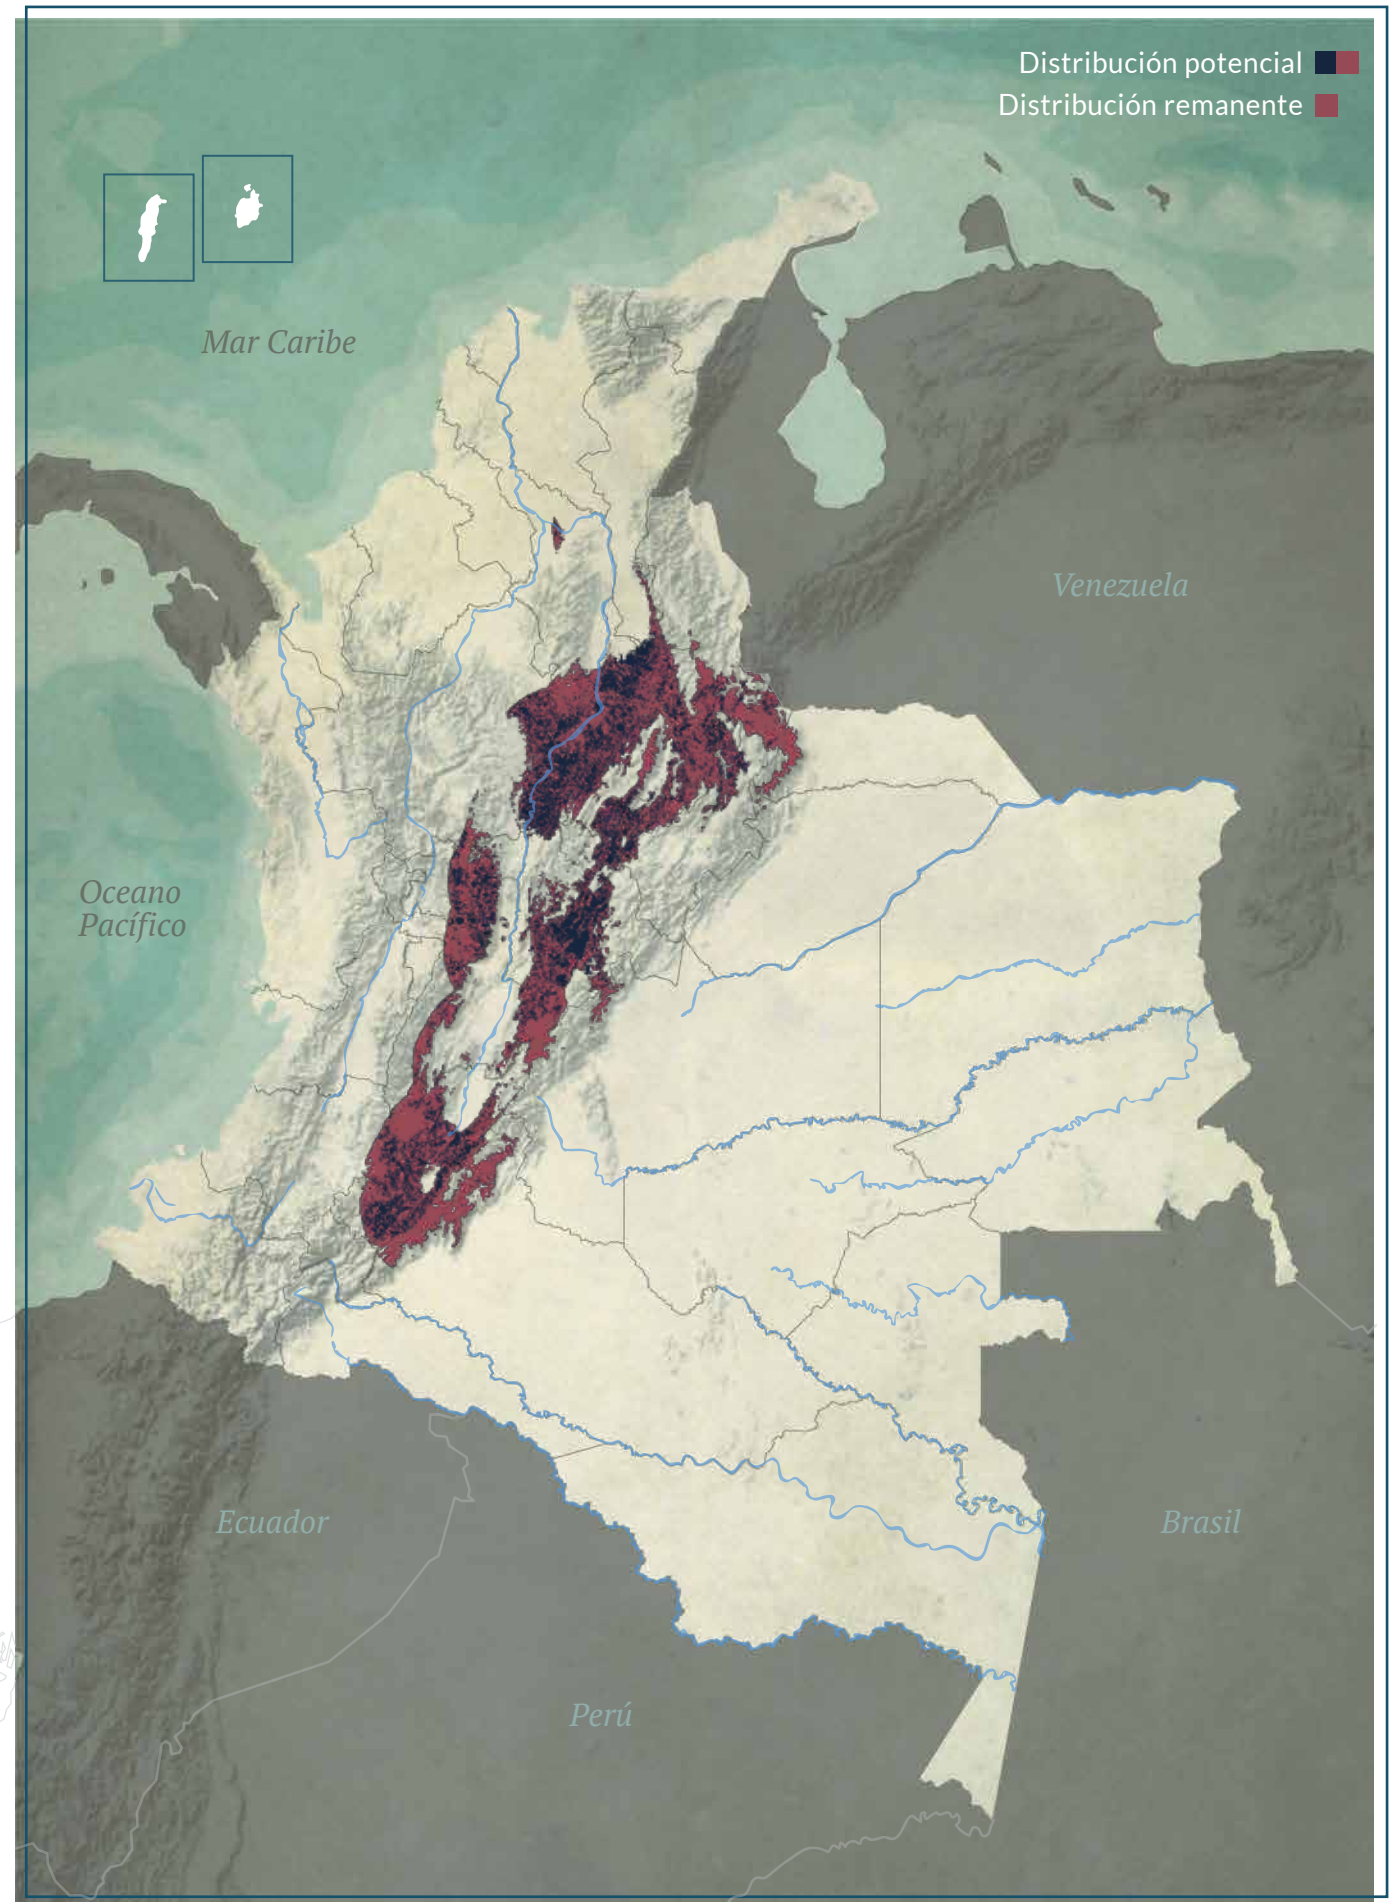 Distribución potencial
Distribución remanente
Mar Caribe
Venezuela
Oceano
Pacífico
Ecuador
Brasil
Perú